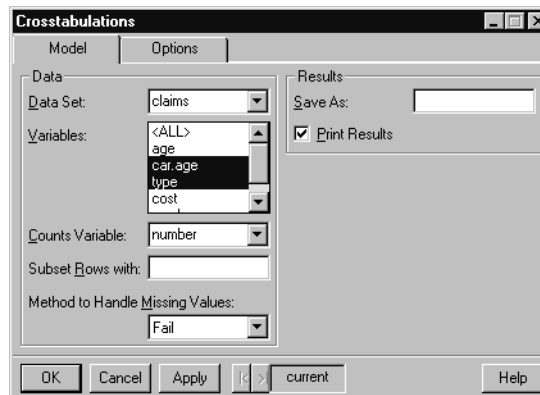 Crosstabulations
Model
Options
Data
Data Set:
claims
Variables:
<ALL>
age
car.age
type
cost
Counts Variable:
number
Subset Rows with:
Method to Handle Missing Values:
Fail
Results
Save As:
Print Results
OK
Cancel
Apply
current
Help